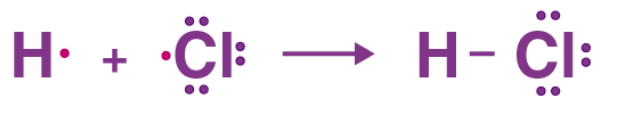 H· + ·Cl: ⟶ H – Cl: